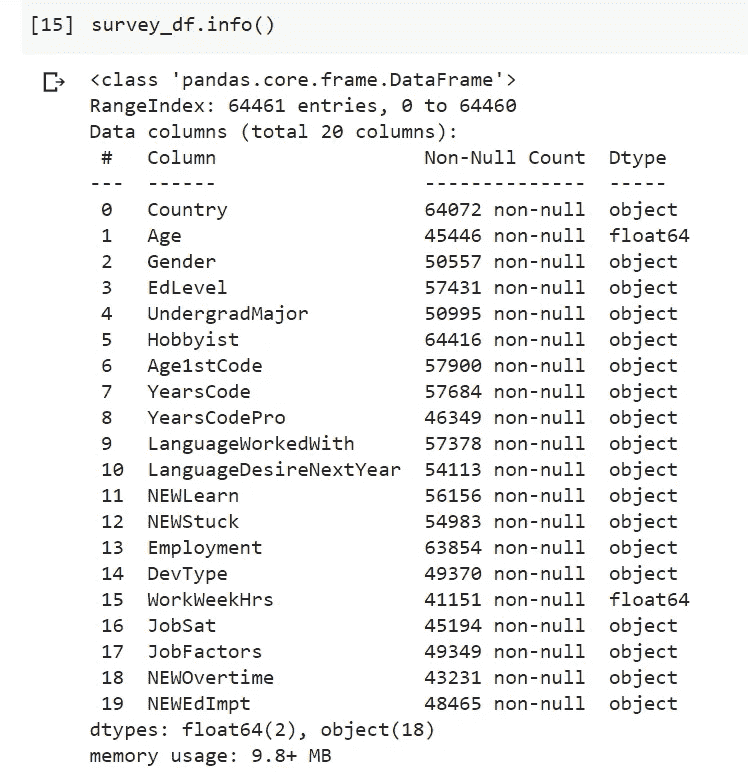 [15] survey_df.info()
<class 'pandas.core.frame.DataFrame'>
RangeIndex: 64461 entries, 0 to 64460
Data columns (total 20 columns):
 #   Column                  Non-Null Count  Dtype
---  ------                  --------------  -----
 0   Country                 64072 non-null  object
 1   Age                     45446 non-null  float64
 2   Gender                  50557 non-null  object
 3   EdLevel                 57431 non-null  object
 4   UndergradMajor          50995 non-null  object
 5   Hobbyist                64416 non-null  object
 6   Age1stCode              57900 non-null  object
 7   YearsCode               57684 non-null  object
 8   YearsCodePro            46349 non-null  object
 9   LanguageWorkedWith      57378 non-null  object
 10  LanguageDesireNextYear  54113 non-null  object
 11  NEWLearn                56156 non-null  object
 12  NEWStuck                54983 non-null  object
 13  Employment              63854 non-null  object
 14  DevType                 49370 non-null  object
 15  WorkWeekHrs             41151 non-null  float64
 16  JobSat                  45194 non-null  object
 17  JobFactors              49349 non-null  object
 18  NEWOvertime             43231 non-null  object
 19  NEWEdImpt               48465 non-null  object
dtypes: float64(2), object(18)
memory usage: 9.8+ MB